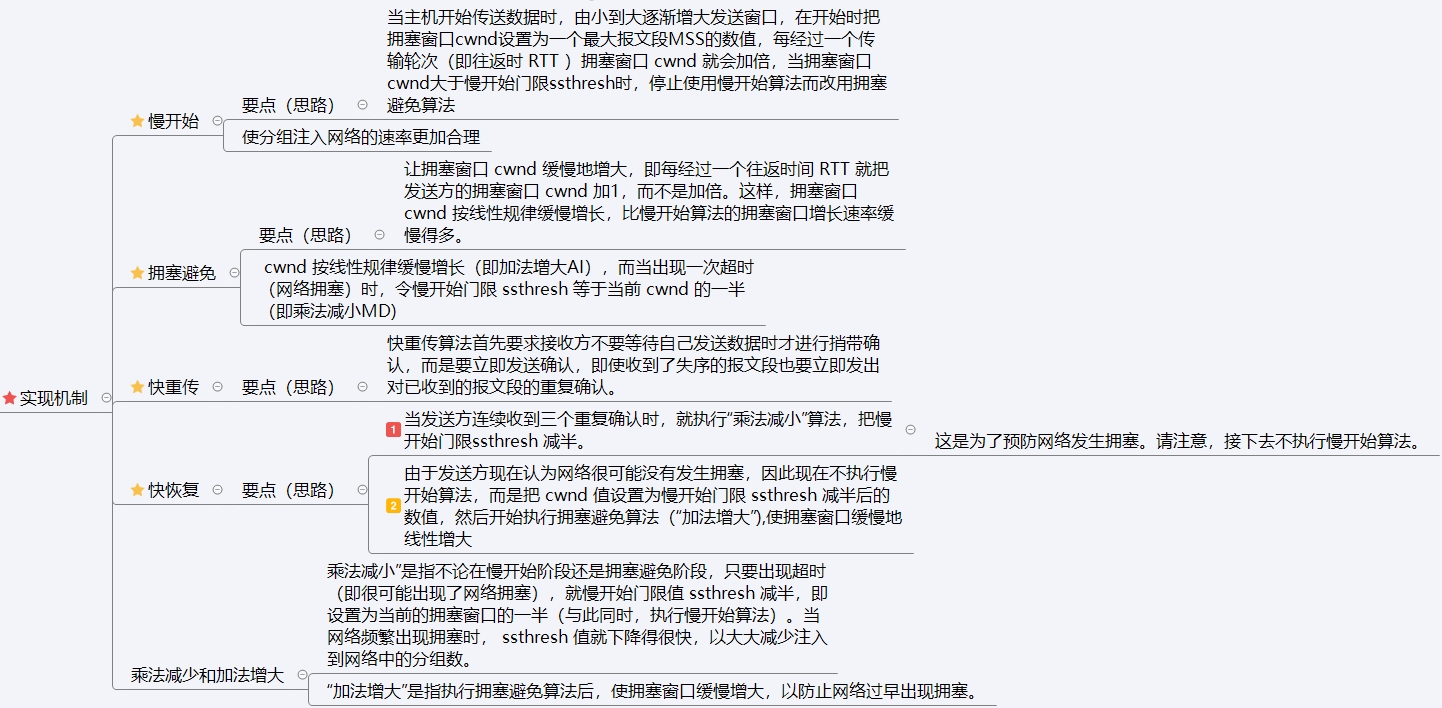 实现机制
慢开始
要点（思路）
当主机开始传送数据时，由小到大逐渐增大发送窗口，在开始时把
拥塞窗口cwnd设置为一个最大报文段MSS的数值，每经过一个传
输轮次（即往返时 RTT ）拥塞窗口 cwnd 就会加倍，当拥塞窗口
cwnd大于慢开始门限ssthresh时，停止使用慢开始算法而改用拥塞
避免算法
使分组注入网络的速率更加合理
拥塞避免
要点（思路）
让拥塞窗口 cwnd 缓慢地增大，即每经过一个往返时间 RTT 就把
发送方的拥塞窗口 cwnd 加1，而不是加倍。这样，拥塞窗口
cwnd 按线性规律缓慢增长，比慢开始算法的拥塞窗口增长速率缓
慢得多。
cwnd 按线性规律缓慢增长（即加法增大AI），而当出现一次超时
（网络拥塞）时，令慢开始门限 ssthresh 等于当前 cwnd 的一半
（即乘法减小MD)
快重传
要点（思路）
快重传算法首先要求接收方不要等待自己发送数据时才进行捎带确
认，而是要立即发送确认，即使收到了失序的报文段也要立即发出
对已收到的报文段的重复确认。
快恢复
要点（思路）
1
当发送方连续收到三个重复确认时，就执行“乘法减小”算法，把慢
开始门限ssthresh 减半。
这是为了预防网络发生拥塞。请注意，接下去不执行慢开始算法。
2
由于发送方现在认为网络很可能没有发生拥塞，因此现在不执行慢
开始算法，而是把 cwnd 值设置为慢开始门限 ssthresh 减半后的
数值，然后开始执行拥塞避免算法（“加法增大”),使拥塞窗口缓慢地
线性增大
乘法减少和加法增大
乘法减小”是指不论在慢开始阶段还是拥塞避免阶段，只要出现超时
（即很可能出现了网络拥塞），就慢开始门限值 ssthresh 减半，即
设置为当前的拥塞窗口的一半（与此同时，执行慢开始算法）。当
网络频繁出现拥塞时， ssthresh 值就下降得很快，以大大减少注入
到网络中的分组数。
“加法增大”是指执行拥塞避免算法后，使拥塞窗口缓慢增大，以防止网络过早出现拥塞。